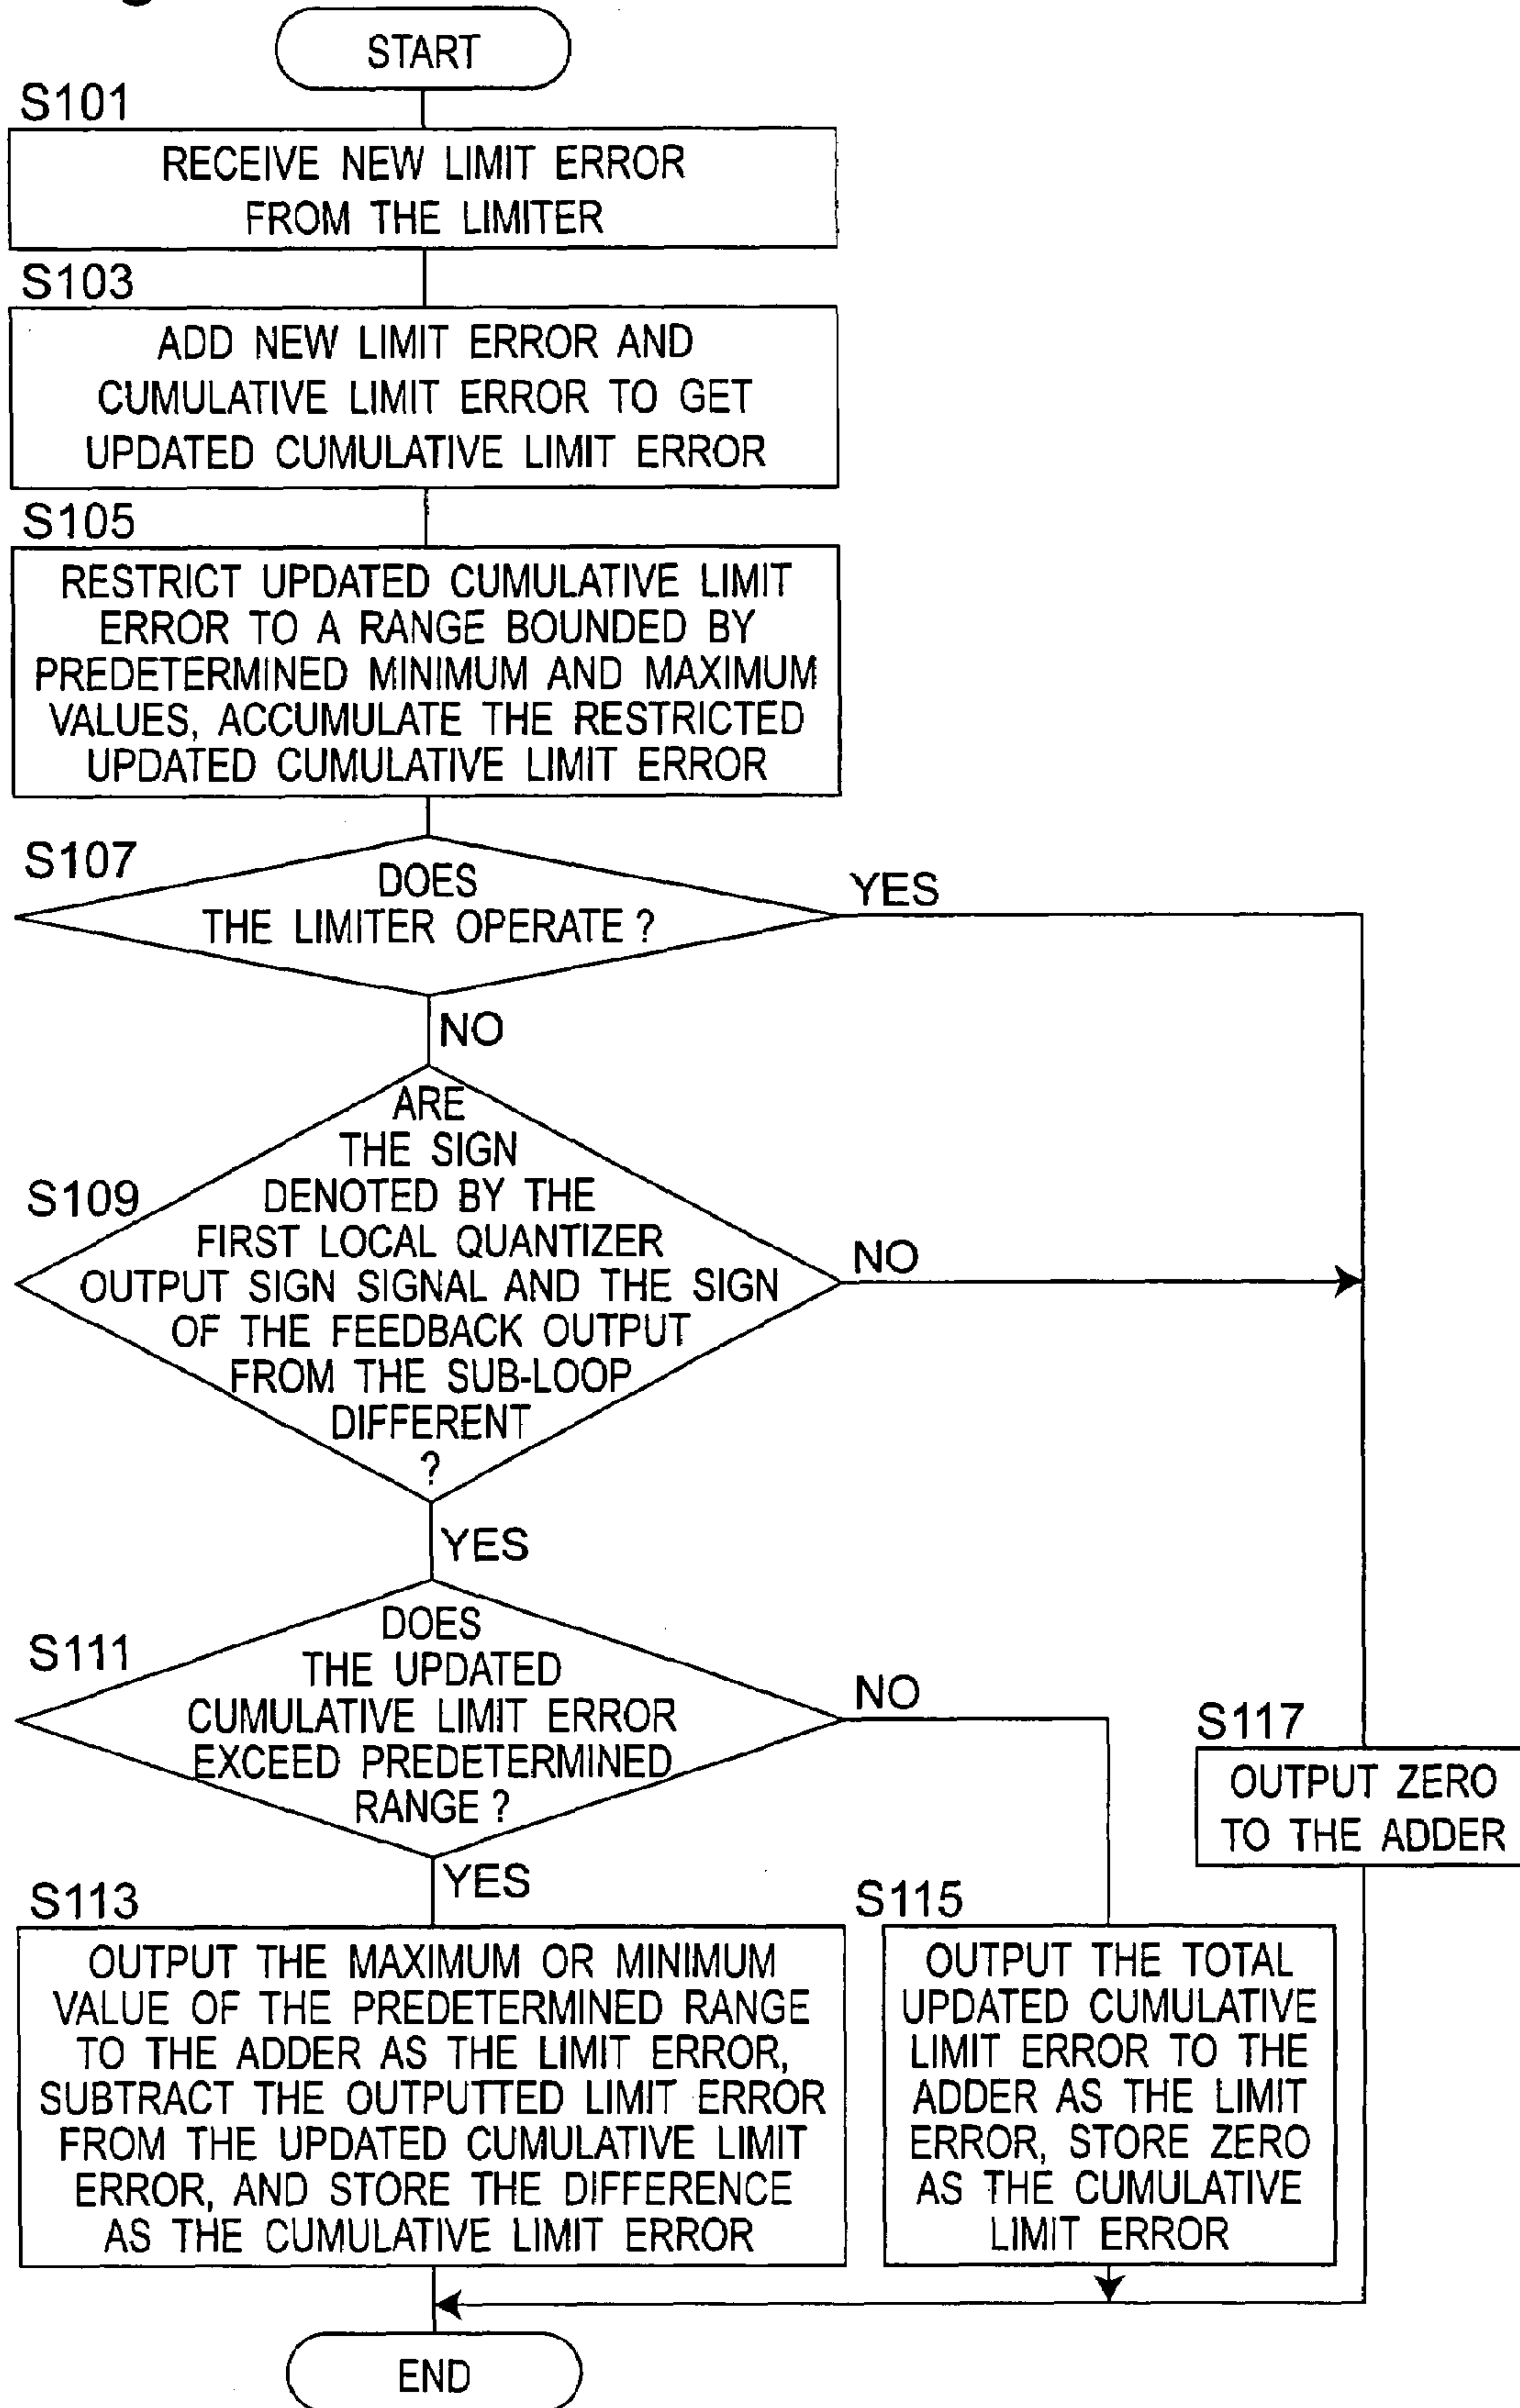 START
S101
RECEIVE NEW LIMIT ERROR
FROM THE LIMITER
S103
ADD NEW LIMIT ERROR AND
CUMULATIVE LIMIT ERROR TO GET
UPDATED CUMULATIVE LIMIT ERROR
S105
RESTRICT UPDATED CUMULATIVE LIMIT
ERROR TO A RANGE BOUNDED BY
PREDETERMINED MINIMUM AND MAXIMUM
VALUES, ACCUMULATE THE RESTRICTED
UPDATED CUMULATIVE LIMIT ERROR
S107
DOES
THE LIMITER OPERATE ?
YES
NO
S109
ARE
THE SIGN
DENOTED BY THE
FIRST LOCAL QUANTIZER
OUTPUT SIGN SIGNAL AND THE SIGN
OF THE FEEDBACK OUTPUT
FROM THE SUB-LOOP
DIFFERENT
?
NO
YES
S111
DOES
THE UPDATED
CUMULATIVE LIMIT ERROR
EXCEED PREDETERMINED
RANGE ?
NO
YES
S117
OUTPUT ZERO
TO THE ADDER
S113
OUTPUT THE MAXIMUM OR MINIMUM
VALUE OF THE PREDETERMINED RANGE
TO THE ADDER AS THE LIMIT ERROR,
SUBTRACT THE OUTPUTTED LIMIT ERROR
FROM THE UPDATED CUMULATIVE LIMIT
ERROR, AND STORE THE DIFFERENCE
AS THE CUMULATIVE LIMIT ERROR
S115
OUTPUT THE TOTAL
UPDATED CUMULATIVE
LIMIT ERROR TO THE
ADDER AS THE LIMIT
ERROR, STORE ZERO
AS THE CUMULATIVE
LIMIT ERROR
END